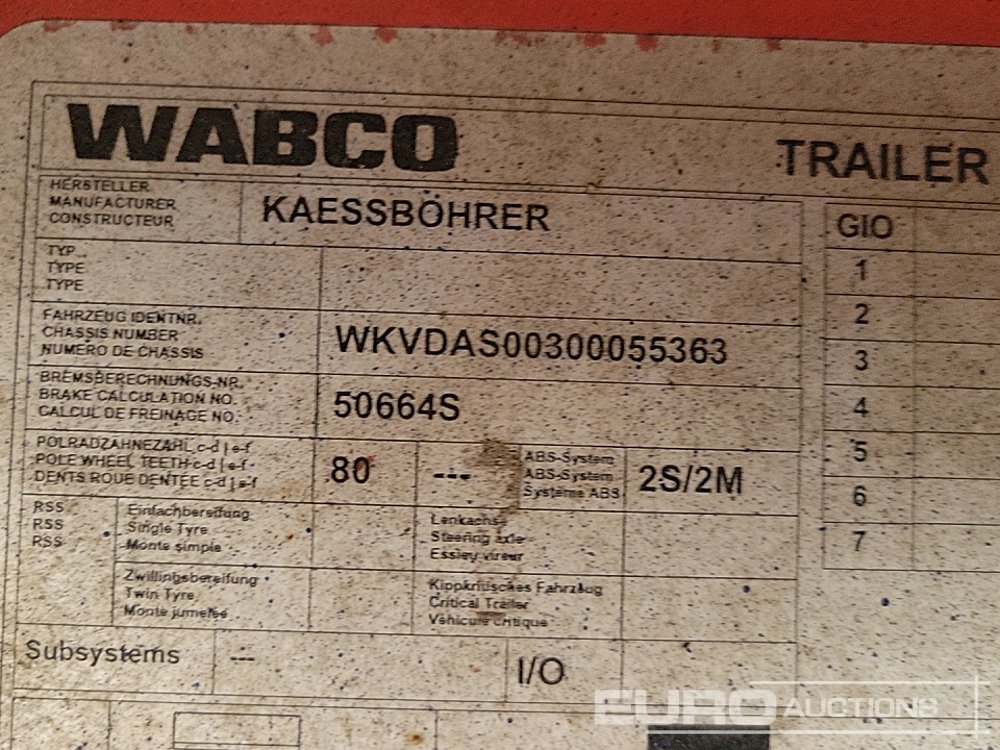 WABCO
TRAILER
HERSTELLER
MANUFACTURER
CONSTRUCTEUR
KAESSBÖHRER
TYP
TYPE
TYPE
FAHRZEUG IDENTNR.
CHASSIS NUMBER
NUMERO DE CHASSIS
WKVDAS00300055363
BREMSBERECHNUNGS-NR.
BRAKE CALCULATION NO.
CALCUL DE FREINAGE NO.
50664S
POLRADZAHNEZAHL c-d | e-f
POLE WHEEL TEETH c-d | e-f
DENTS ROUE DENTEE c-d | e-f
80
---
ABS-System
ABS-System
Systeme ABS
2S/2M
RSS
RSS
RSS
Einfachbereifung
Single Tyre
Monte simple
Lenkachse
Steering axle
Essieu vireur
Zwillingsbereifung
Twin Tyre
Monte jumelée
Kippkritisches Fahrzeug
Critical Trailer
Véhicule critique
Subsystems
---
I/O
GIO
1
2
3
4
5
6
7
EURO AUCTIONS